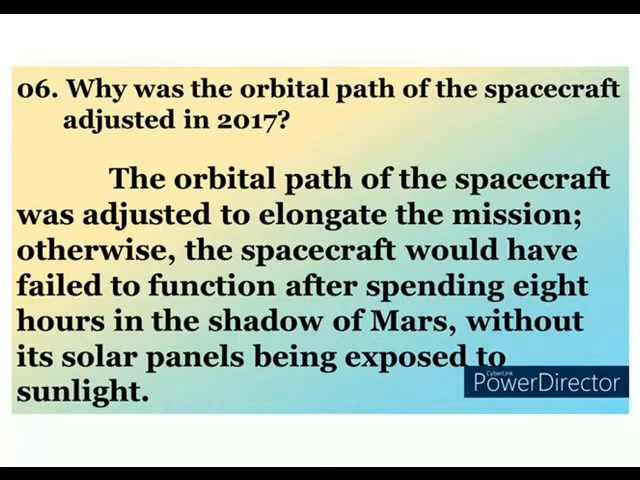 06. Why was the orbital path of the spacecraft
adjusted in 2017?
The orbital path of the spacecraft
was adjusted to elongate the mission;
otherwise, the spacecraft would have
failed to function after spending eight
hours in the shadow of Mars, without
its solar panels being exposed to
sunlight.
CyberLink
PowerDirector